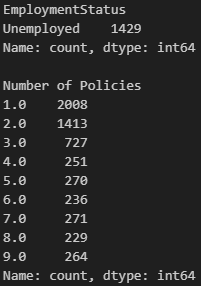 EmploymentStatus
Unemployed    1429
Name: count, dtype: int64

Number of Policies
1.0    2008
2.0    1413
3.0     727
4.0     251
5.0     270
6.0     236
7.0     271
8.0     229
9.0     264
Name: count, dtype: int64